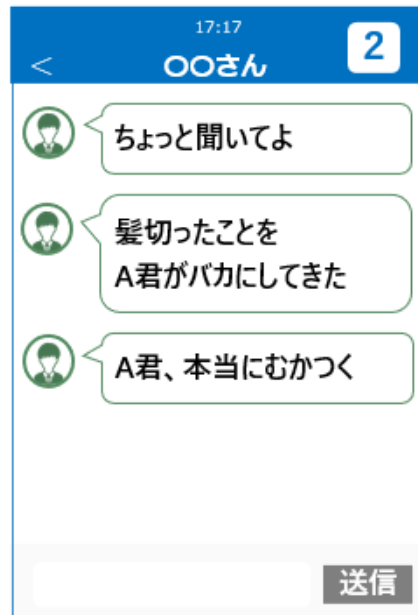 17:17
2
<
〇〇さん
ちょっと聞いてよ
髪切ったことを
A君がバカにしてきた
A君、本当にむかつく
送信